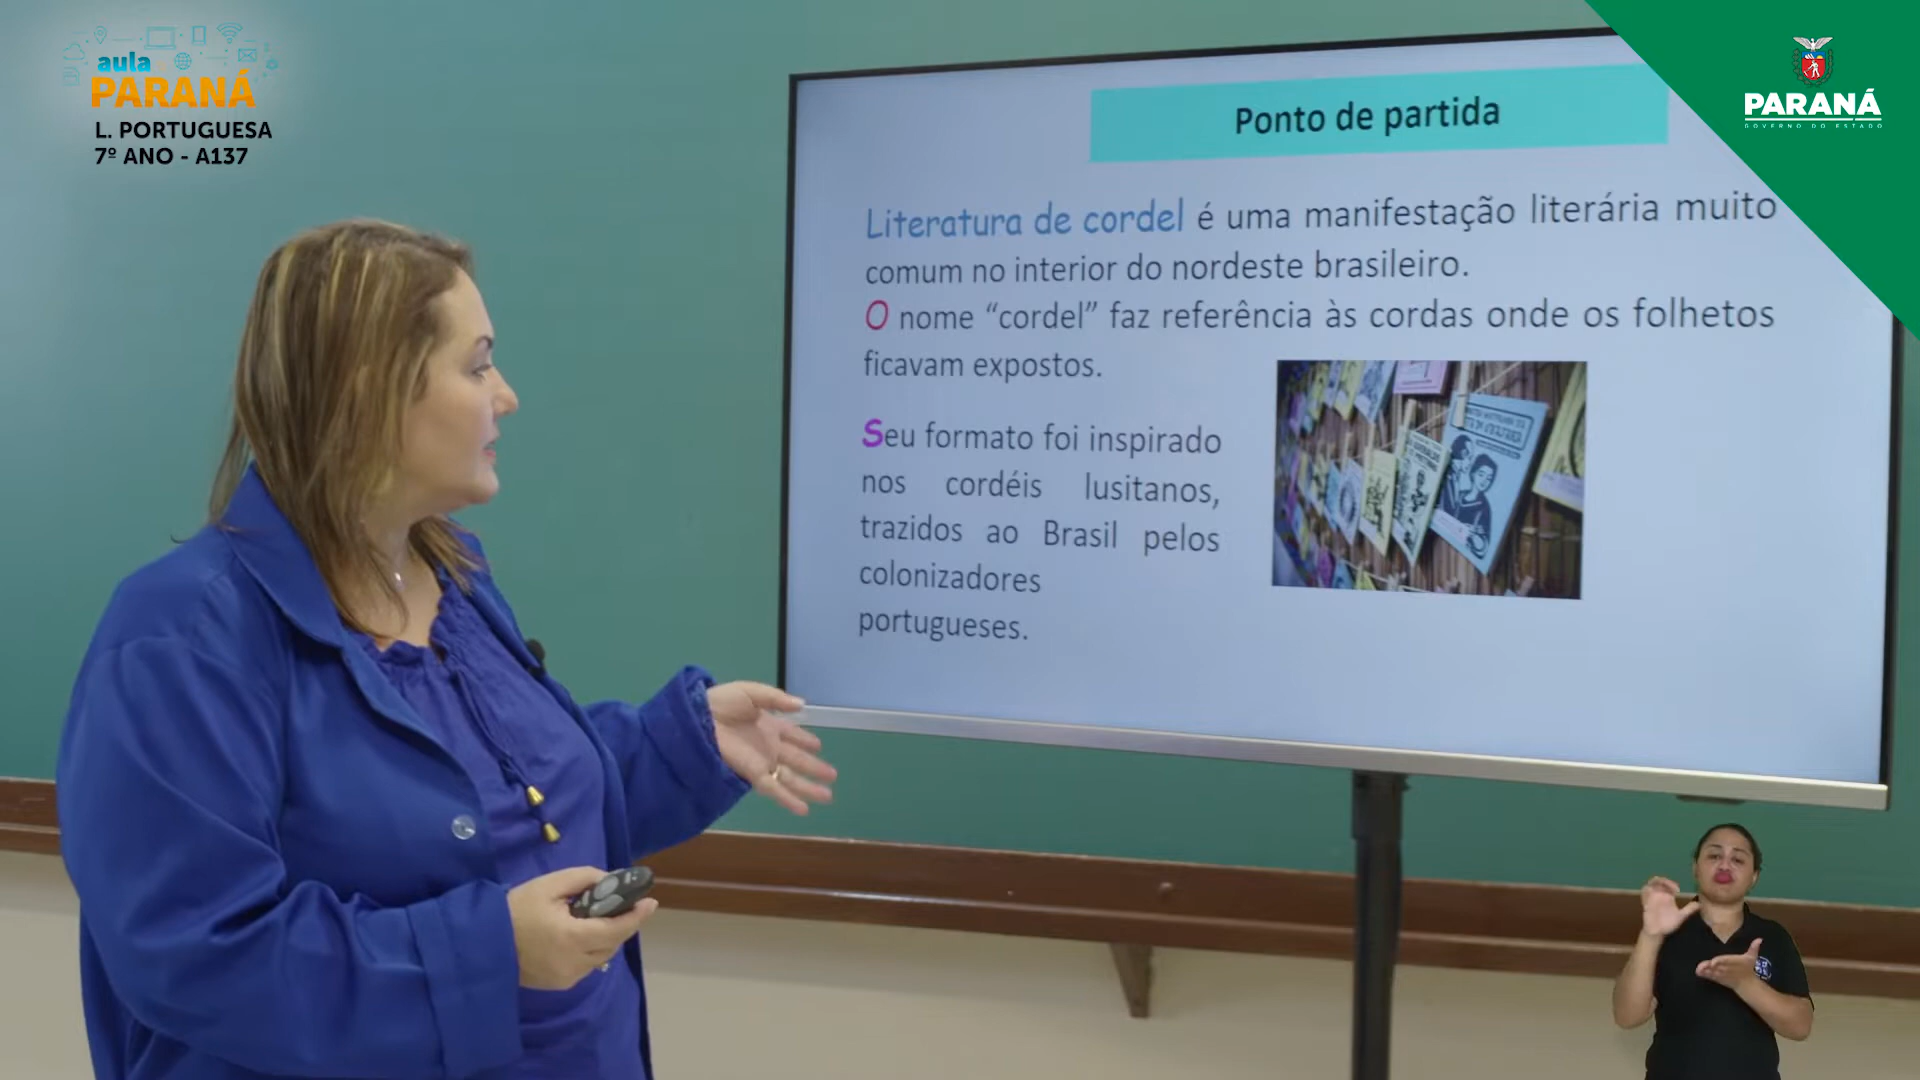 aula
PARANÁ
L. PORTUGUESA
7º ANO - A137
Ponto de partida
Literatura de cordel é uma manifestação literária muito
comum no interior do nordeste brasileiro.
O nome “cordel” faz referência às cordas onde os folhetos
ficavam expostos.
Seu formato foi inspirado
nos cordéis lusitanos,
trazidos ao Brasil pelos
colonizadores
portugueses.
PARANÁ
GOVERNO DO ESTADO